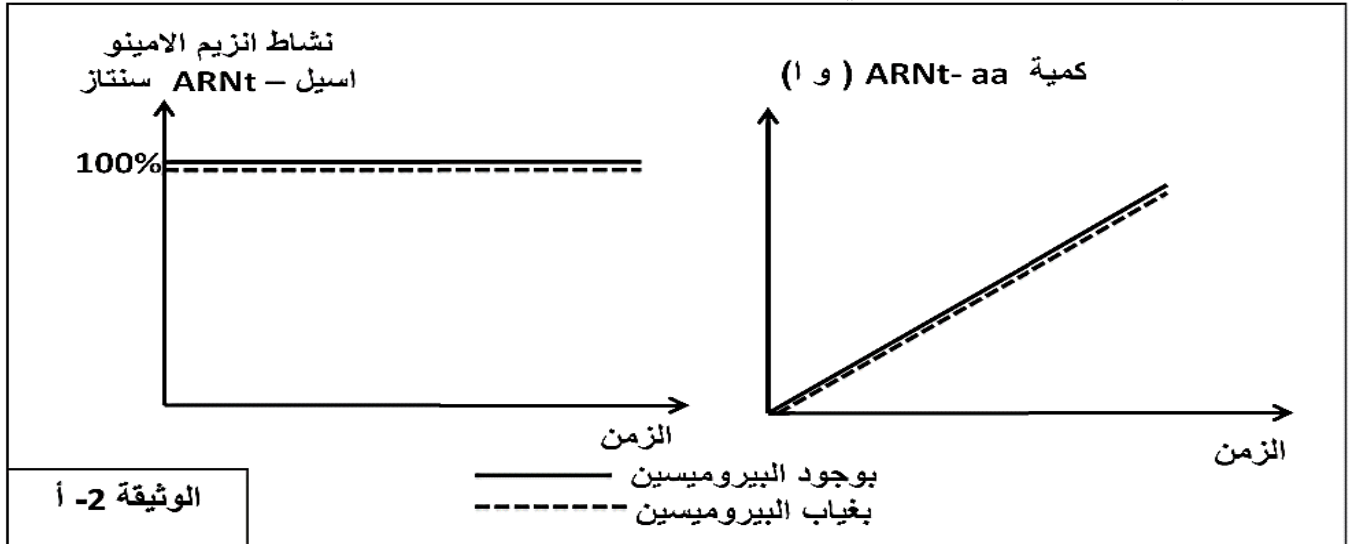 نشاط انزيم الامينو
اسيل – ARNt سنتاز
100%
الزمن
كمية ARNt- aa ( و ا)
الزمن
بوجود البيروميسين
بغياب البيروميسين
الوثيقة 2- أ